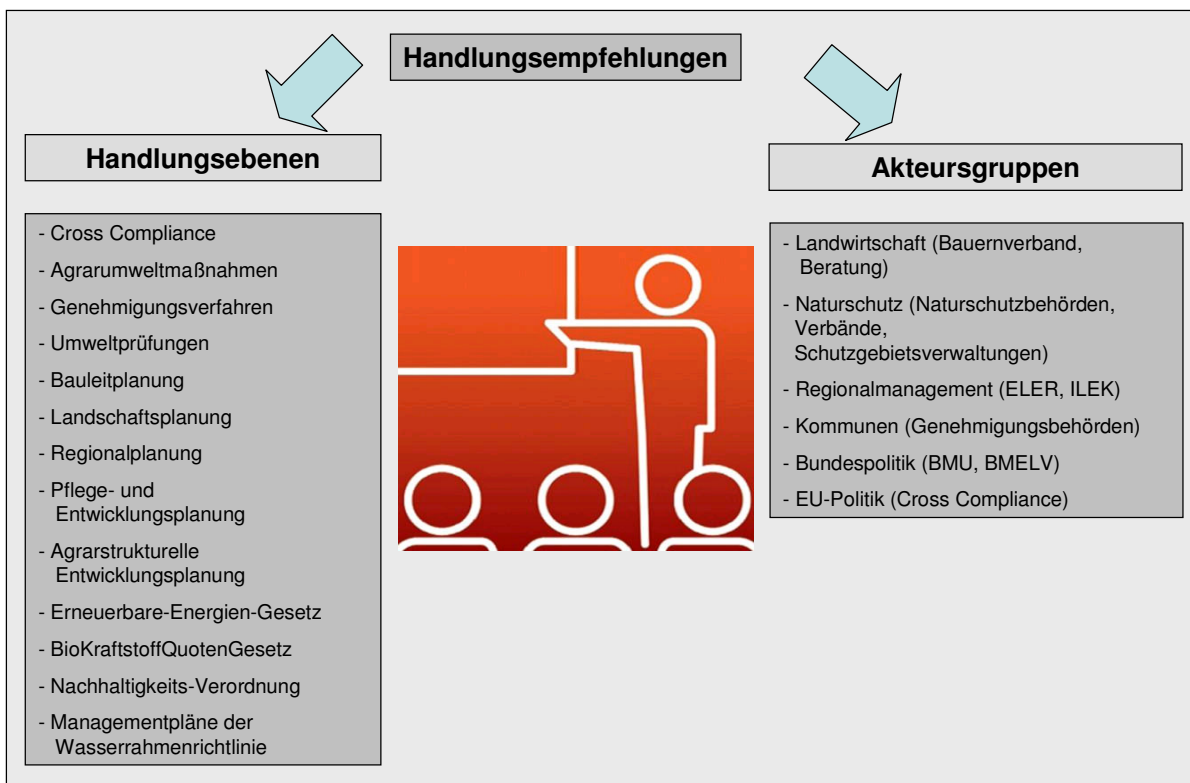 Handlungsempfehlungen
Handlungsebenen
- Cross Compliance
- Agrarumweltmaßnahmen
- Genehmigungsverfahren
- Umweltprüfungen
- Bauleitplanung
- Landschaftsplanung
- Regionalplanung
- Pflege- und
Entwicklungsplanung
- Agrarstrukturelle
Entwicklungsplanung
- Erneuerbare-Energien-Gesetz
- BioKraftstoffQuotenGesetz
- Nachhaltigkeits-Verordnung
- Managementpläne der
Wasserrahmenrichtlinie
Akteursgruppen
- Landwirtschaft (Bauernverband,
Beratung)
- Naturschutz (Naturschutzbehörden,
Verbände,
Schutzgebietsverwaltungen)
- Regionalmanagement (ELER, ILEK)
- Kommunen (Genehmigungsbehörden)
- Bundespolitik (BMU, BMELV)
- EU-Politik (Cross Compliance)